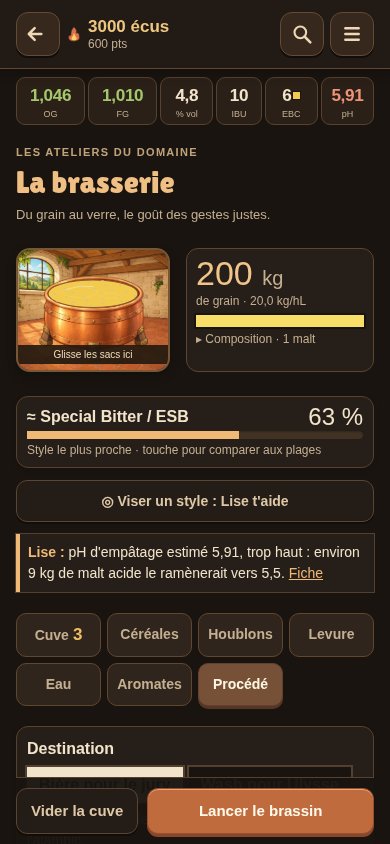 3000 écus
600 pts
1,046
OG
1,010
FG
4,8
% vol
10
IBU
6
EBC
5,91
pH
LES ATELIERS DU DOMAINE
La brasserie
Du grain au verre, le goût des gestes justes.
Glisse les sacs ici
200 kg
de grain · 20,0 kg/hL
▸ Composition · 1 malt
≈ Special Bitter / ESB
63 %
Style le plus proche · touche pour comparer aux plages
◎ Viser un style : Lise t'aide
Lise : pH d'empâtage estimé 5,91, trop haut : environ
9 kg de malt acide le ramènerait vers 5,5. Fiche
Cuve 3
Céréales
Houblons
Levure
Eau
Aromates
Procédé
Destination
Vider la cuve
Lancer le brassin